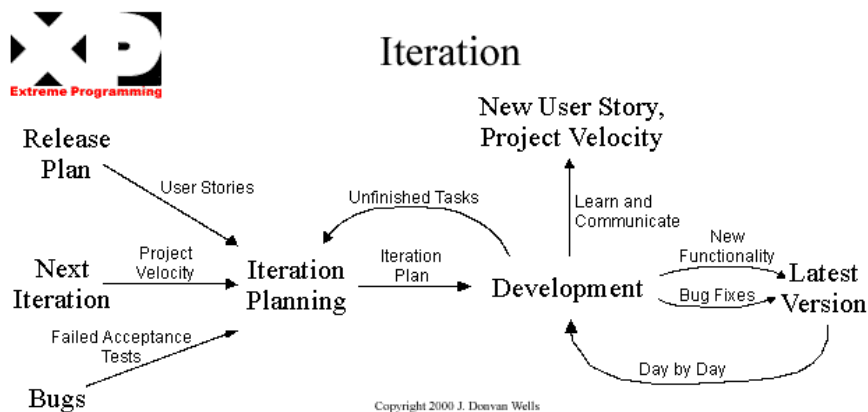 XP
Extreme Programming
Iteration
New User Story,
Project Velocity
Release
Plan
User Stories
Unfinished Tasks
Learn and
Communicate
Next
Iteration
Project
Velocity
Iteration
Planning
Iteration
Plan
Development
New
Functionality
Bug Fixes
Latest
Version
Failed Acceptance
Tests
Bugs
Day by Day
Copyright 2000 J. Donvan Wells